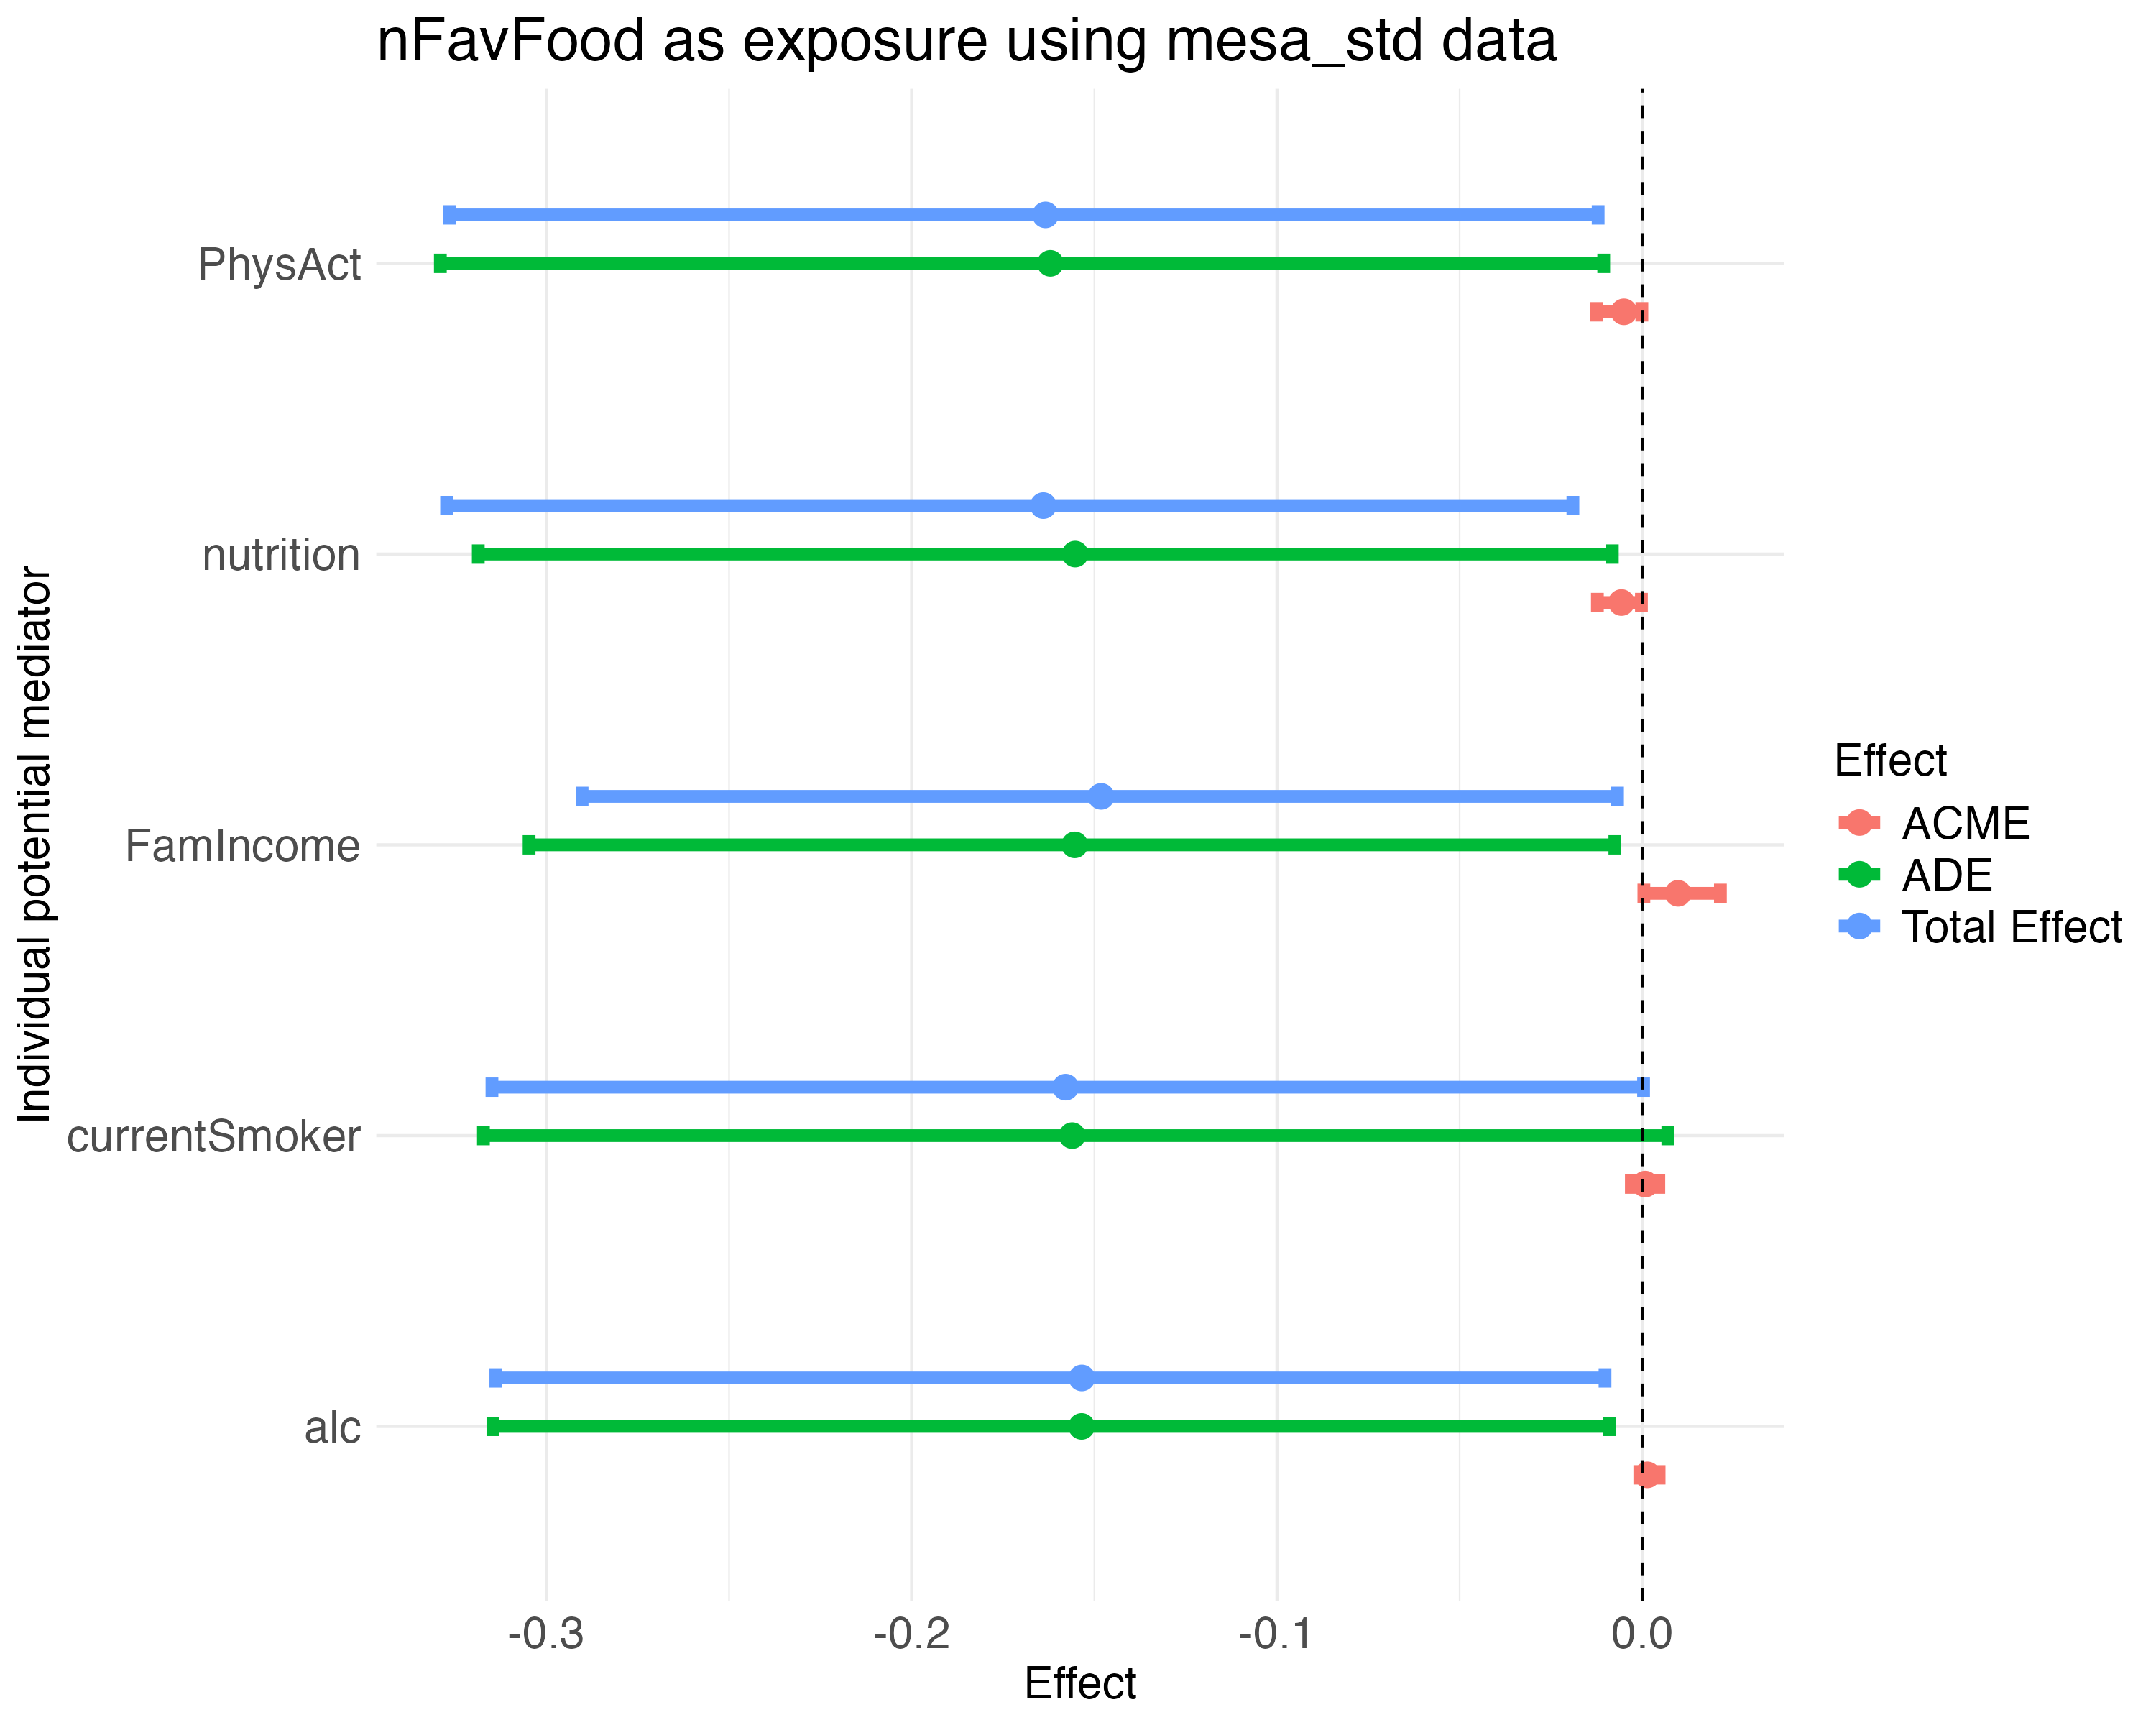 nFavFood as exposure using mesa_std data
Individual potential mediator
PhysAct
nutrition
FamIncome
currentSmoker
alc
-0.3
-0.2
-0.1
0.0
Effect
Effect
ACME
ADE
Total Effect